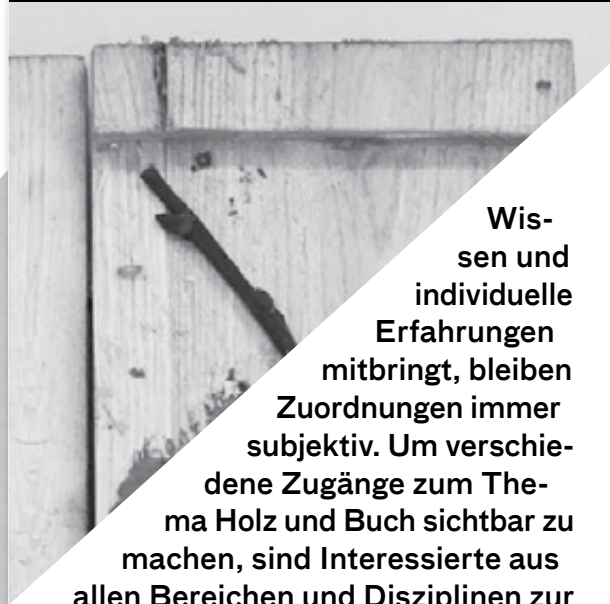 Wis-
sen und
individuelle
Erfahrungen
mitbringt, bleiben
Zuordnungen immer
subjektiv. Um verschie-
dene Zugänge zum The-
ma Holz und Buch sichtbar zu
machen, sind Interessierte aus
allen Bereichen und Disziplinen zur